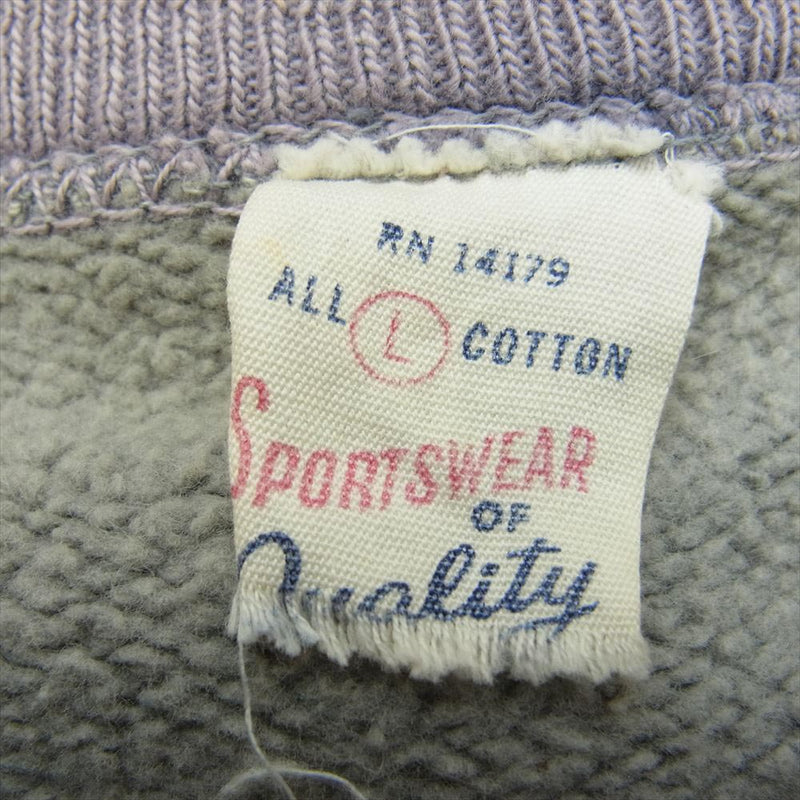 RN 14179
ALL L COTTON
SPORTSWEAR
OF
Quality